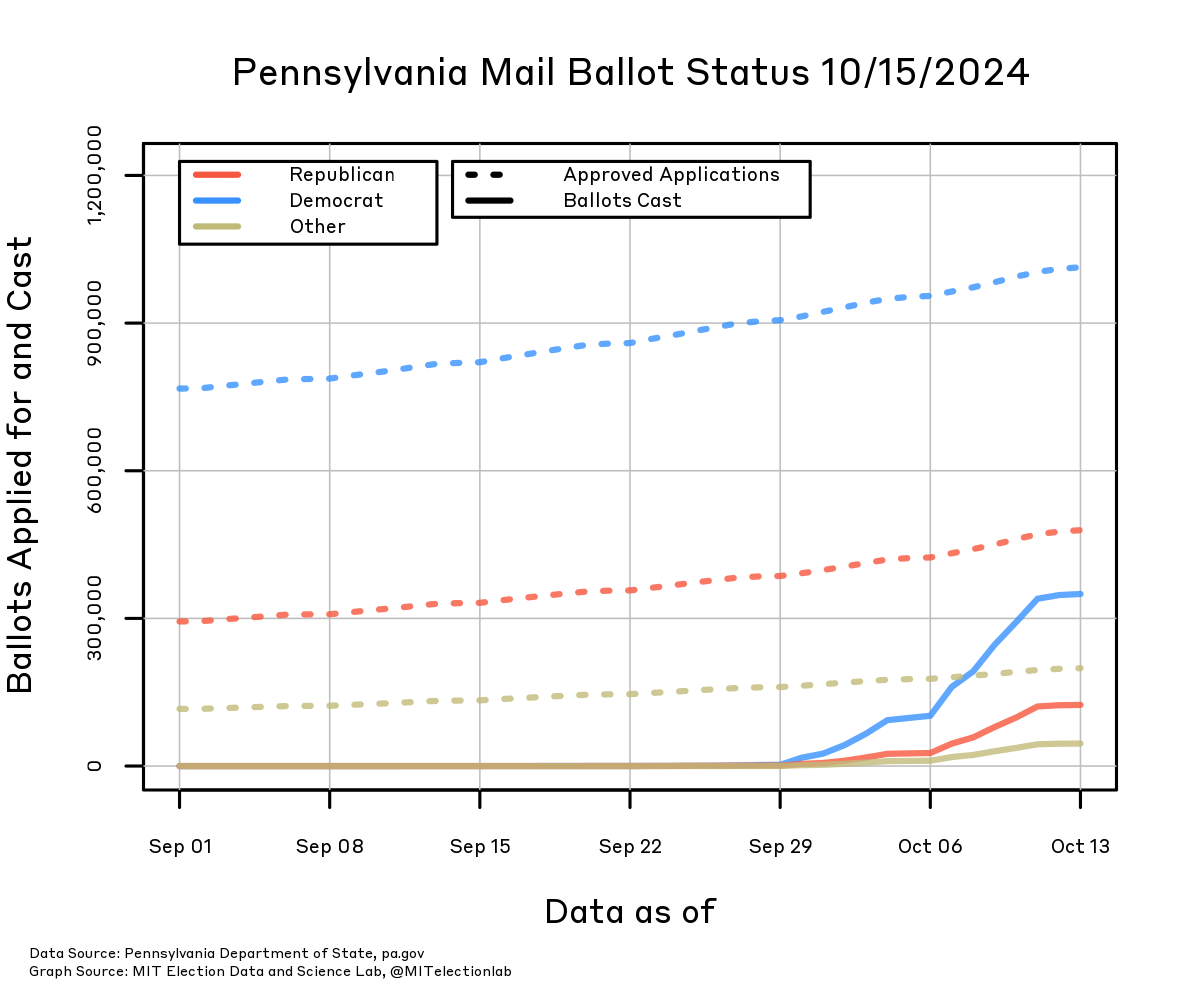 Pennsylvania Mail Ballot Status 10/15/2024
Republican
Democrat
Other
Approved Applications
Ballots Cast
Ballots Applied for and Cast
1,200,000
900,000
600,000
300,000
0
Sep 01
Sep 08
Sep 15
Sep 22
Sep 29
Oct 06
Oct 13
Data as of
Data Source: Pennsylvania Department of State, pa.gov
Graph Source: MIT Election Data and Science Lab, @MITelectionlab